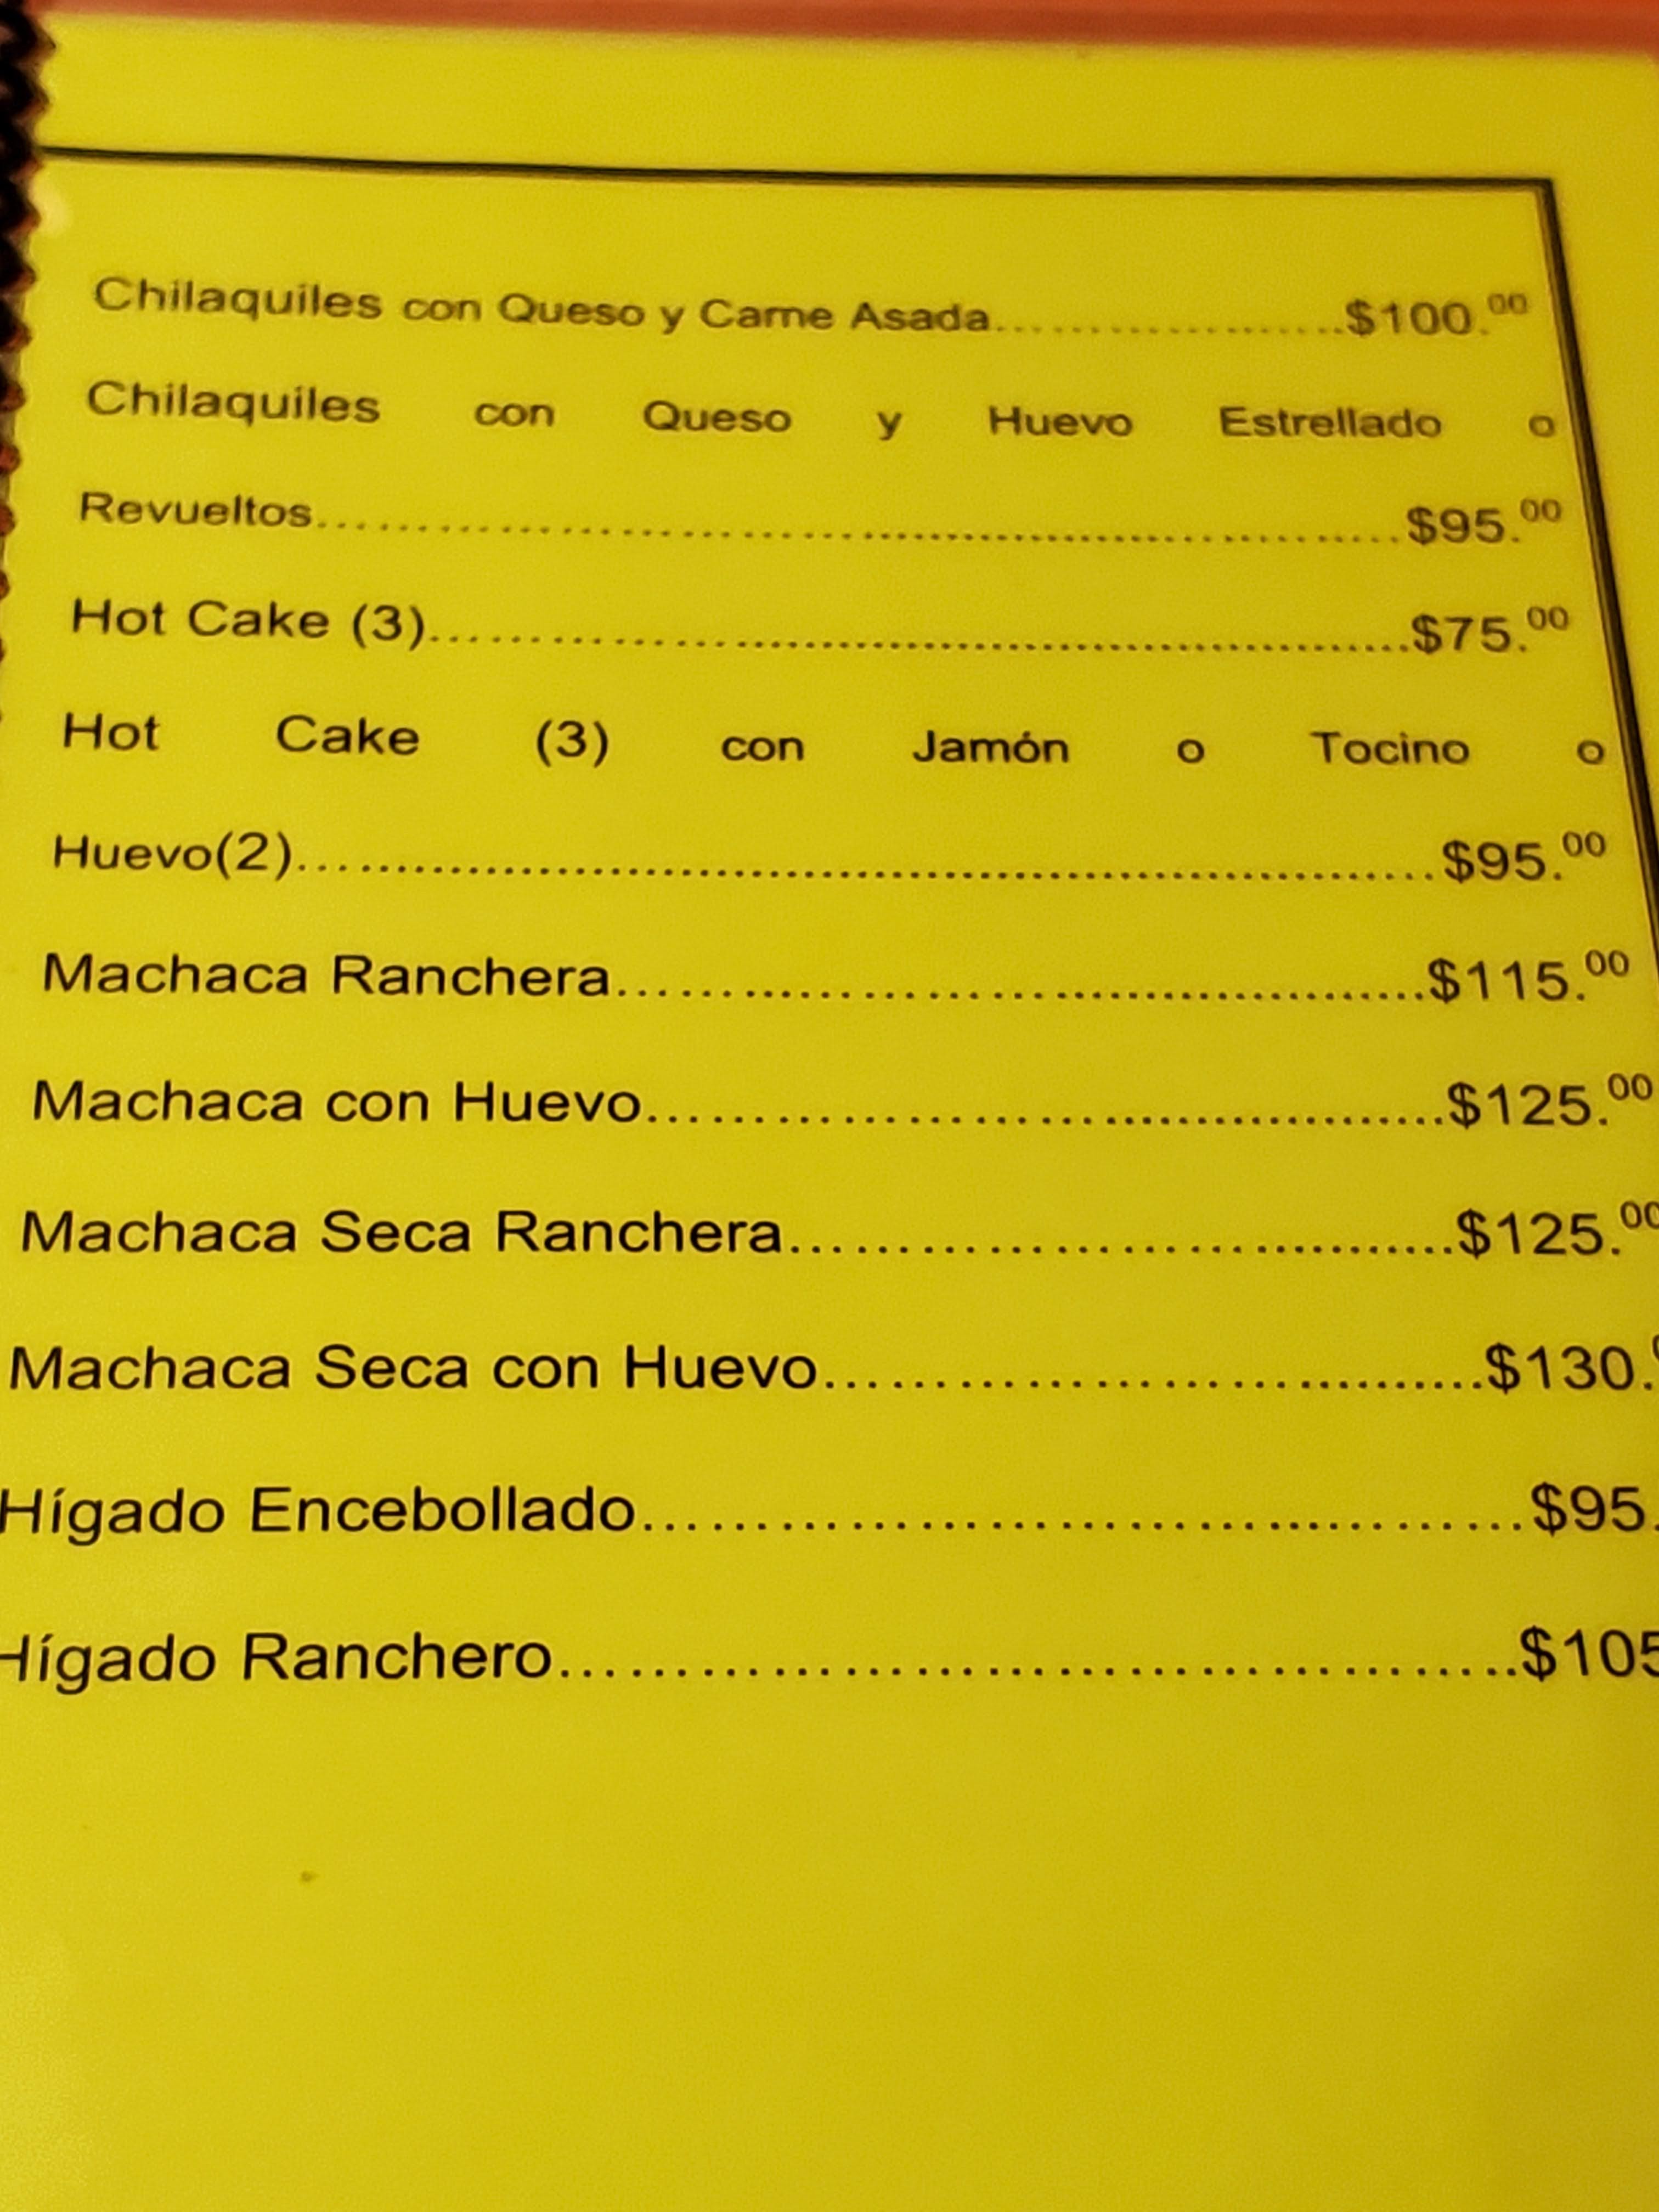 Chilaquiles con Queso y Carne Asada....................$100.00
Chilaquiles con Queso y Huevo Estrellado o
Revueltos............................................................$95.00
Hot Cake (3)........................................................$75.00
Hot Cake (3) con Jamón o Tocino o
Huevo(2)..............................................................$95.00
Machaca Ranchera..............................................$115.00
Machaca con Huevo............................................$125.00
Machaca Seca Ranchera....................................$125.00
Machaca Seca con Huevo..................................$130.
Hígado Encebollado............................................$95.
Hígado Ranchero................................................$105